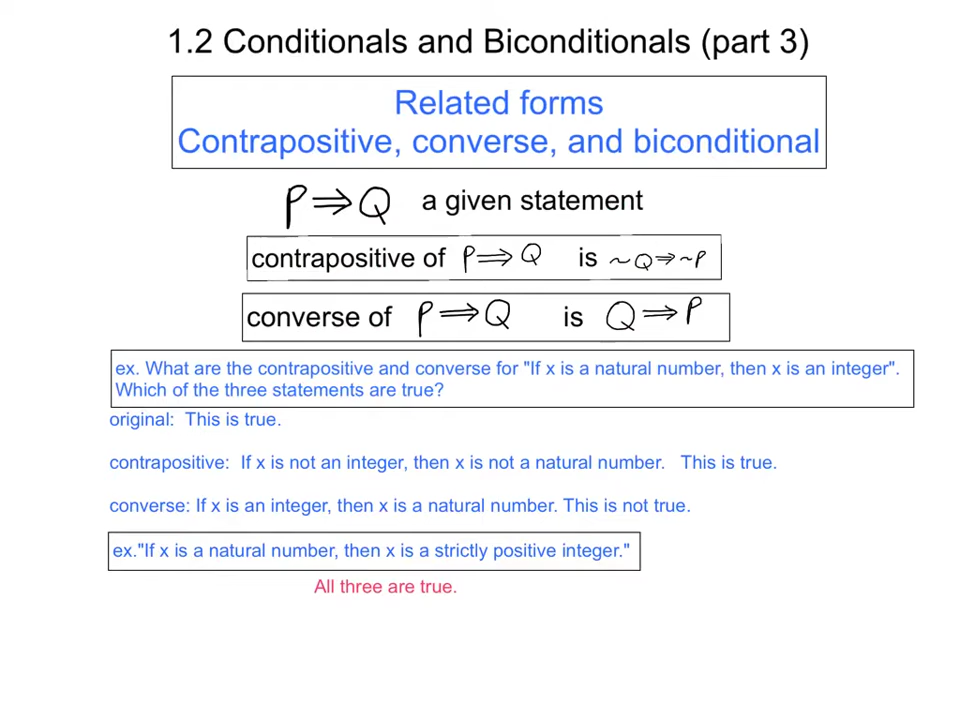 1.2 Conditionals and Biconditionals (part 3)
Related forms
Contrapositive, converse, and biconditional
P⇒Q a given statement
contrapositive of P⇒Q is ~Q⇒~P
converse of P⇒Q is Q⇒P
ex. What are the contrapositive and converse for "If x is a natural number, then x is an integer".
Which of the three statements are true?
original: This is true.
contrapositive: If x is not an integer, then x is not a natural number. This is true.
converse: If x is an integer, then x is a natural number. This is not true.
ex."If x is a natural number, then x is a strictly positive integer."
All three are true.